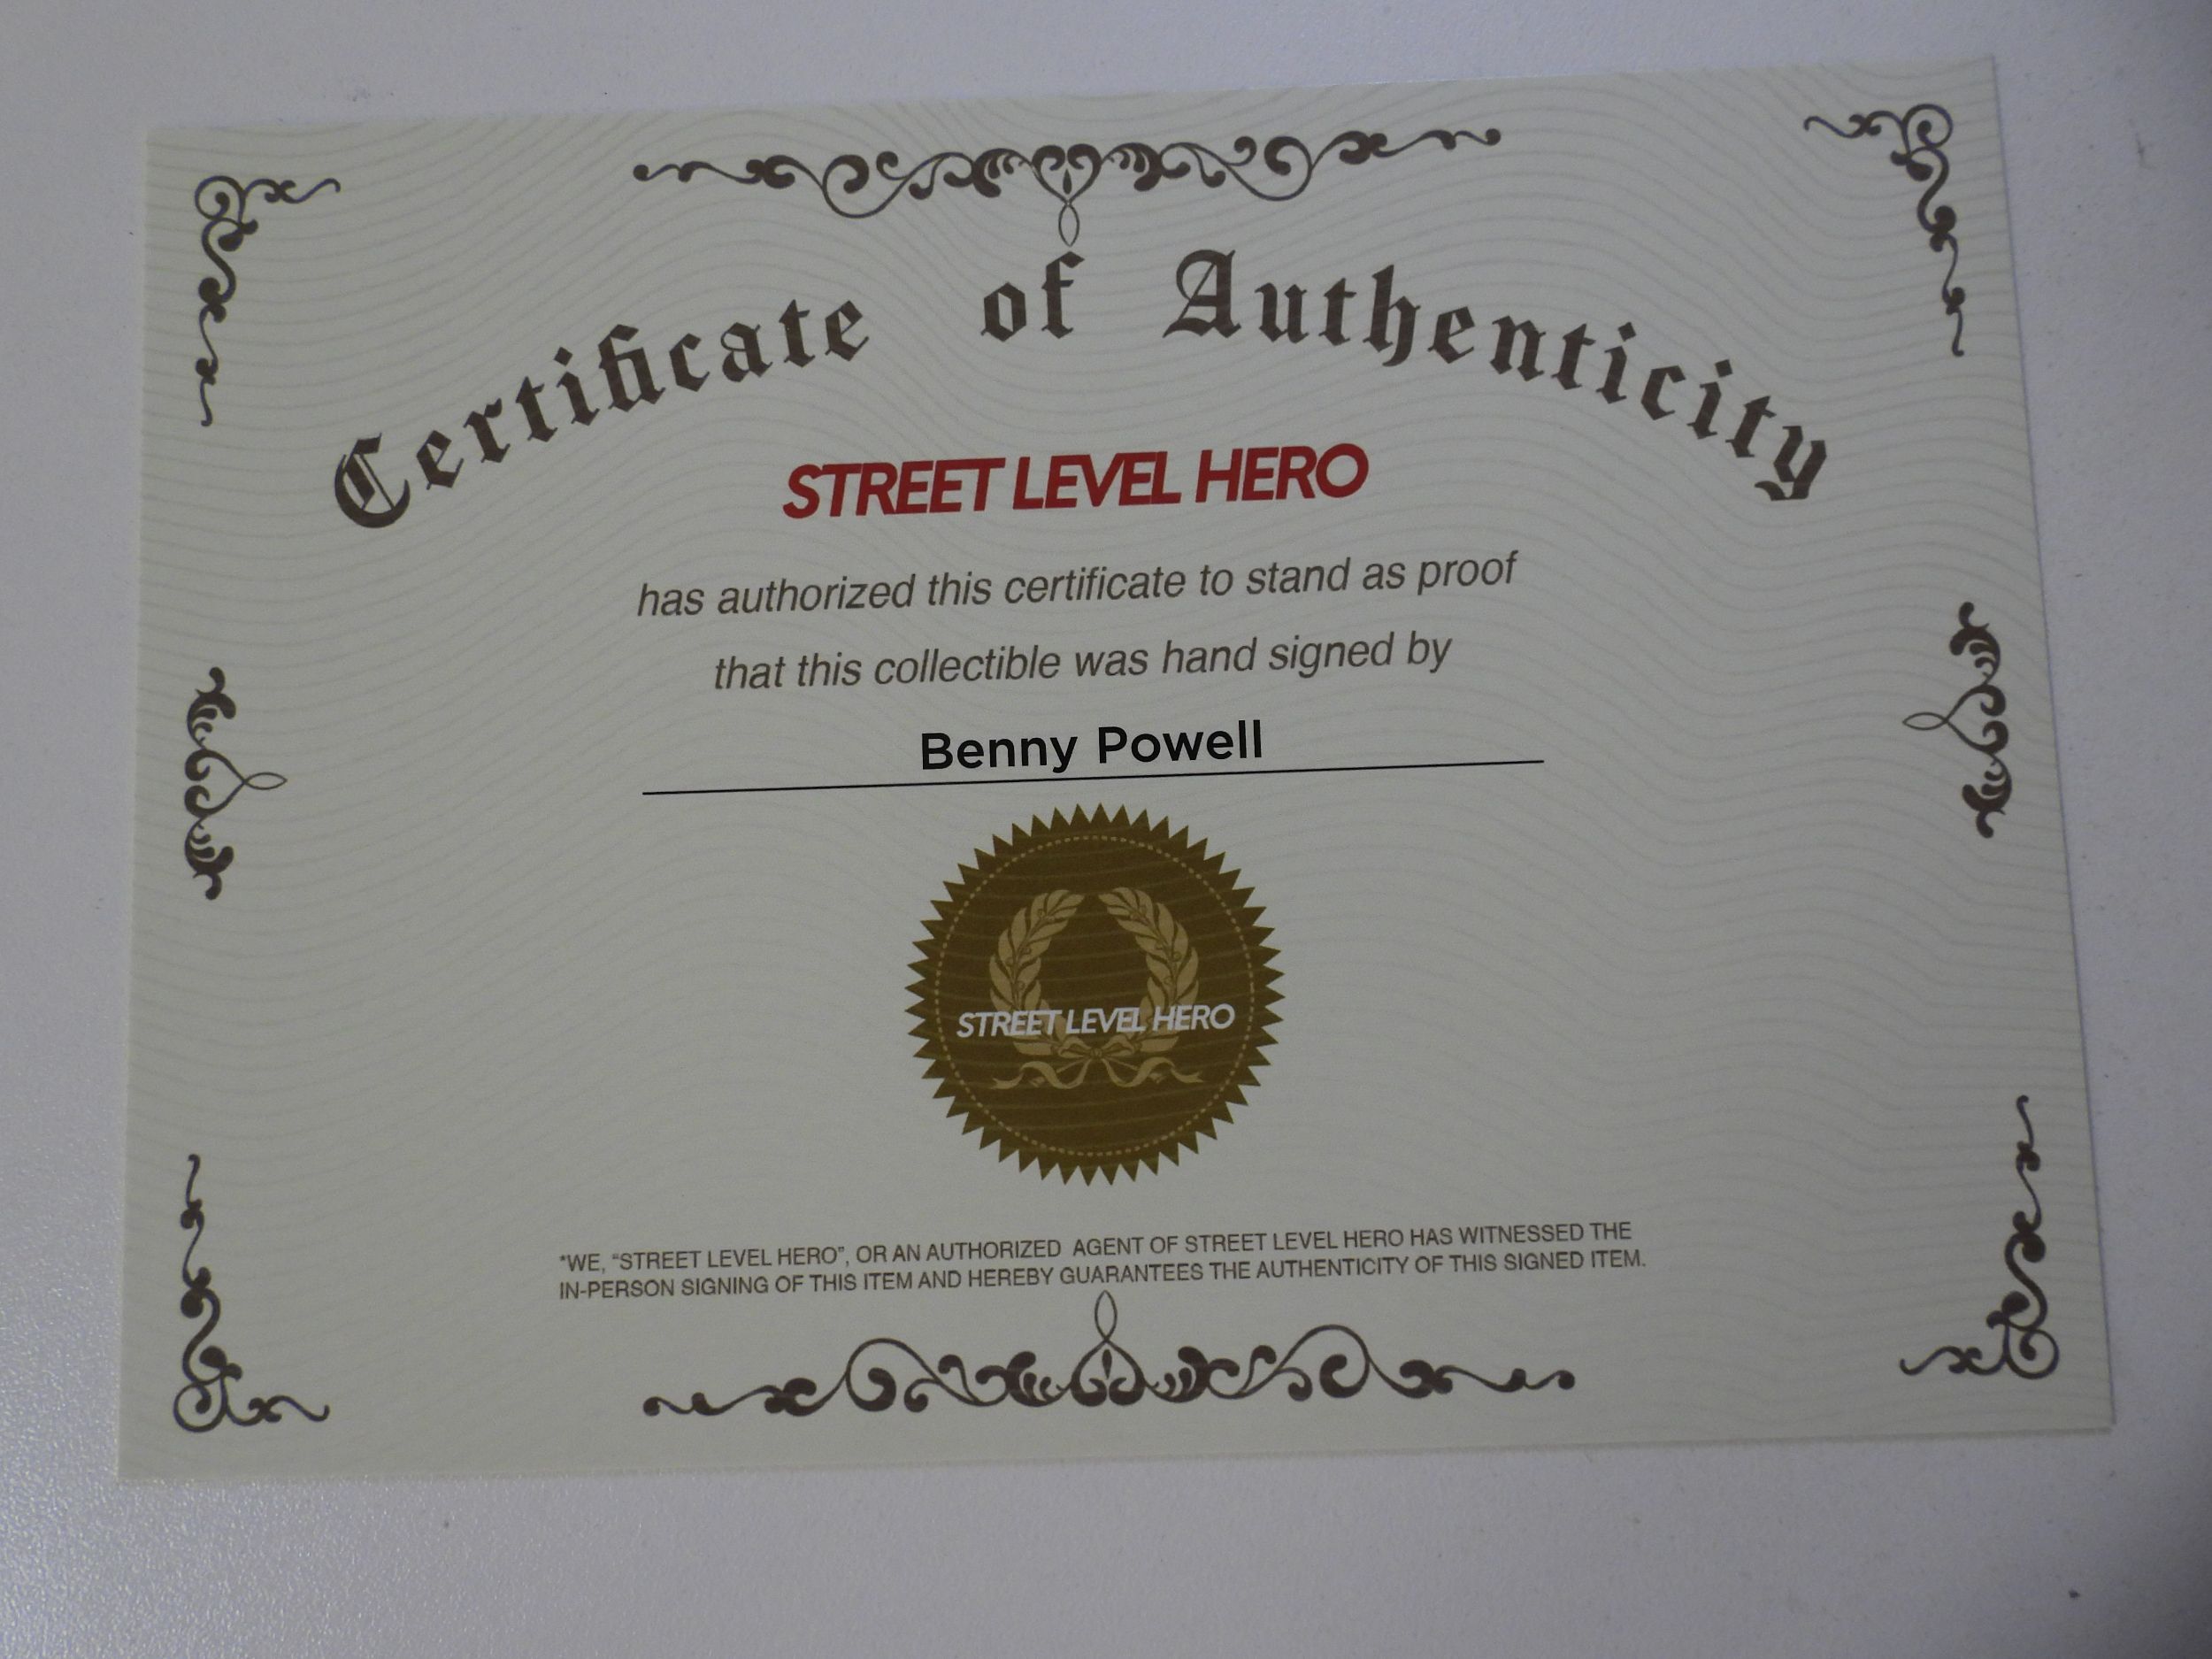 Certificate of Authenticity
STREET LEVEL HERO
has authorized this certificate to stand as proof
that this collectible was hand signed by
Benny Powell
STREET LEVEL HERO
*WE, “STREET LEVEL HERO”, OR AN AUTHORIZED AGENT OF STREET LEVEL HERO HAS WITNESSED THE
IN-PERSON SIGNING OF THIS ITEM AND HEREBY GUARANTEES THE AUTHENTICITY OF THIS SIGNED ITEM.